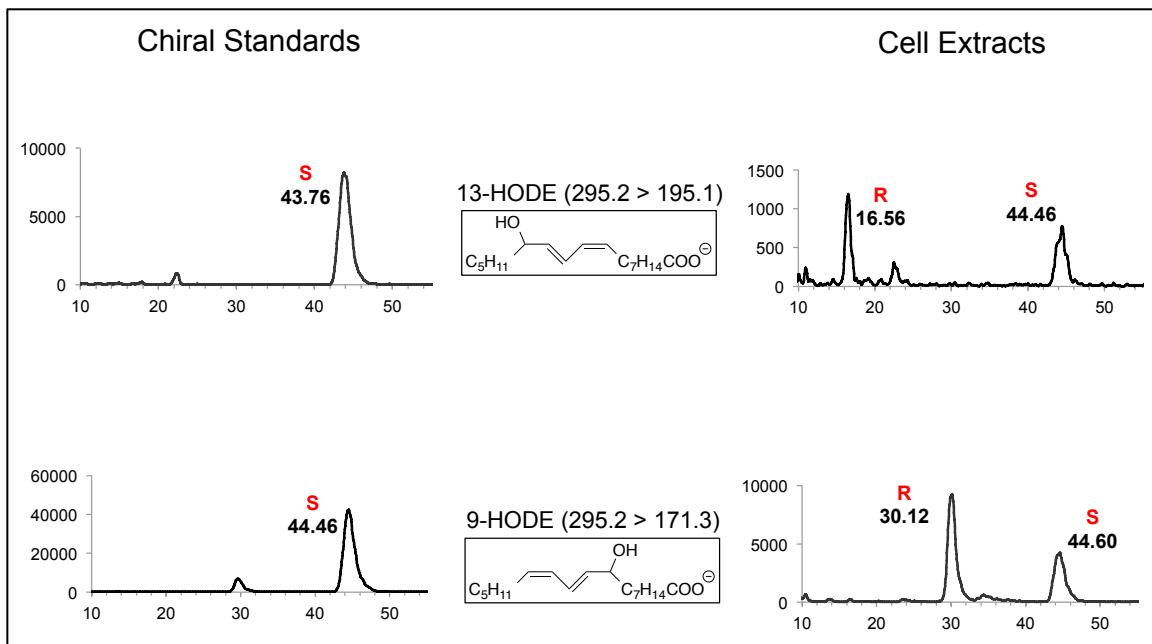 Chiral Standards
Cell Extracts
10000
5000
0
10 20 30 40 50
S
43.76
13-HODE (295.2 > 195.1)
HO
C5H11 C7H14COO⊖
1500
1000
500
0
10 20 30 40 50
R
16.56
S
44.46
60000
40000
20000
0
10 20 30 40 50
S
44.46
9-HODE (295.2 > 171.3)
OH
C5H11 C7H14COO⊖
10000
5000
0
10 20 30 40 50
R
30.12
S
44.60